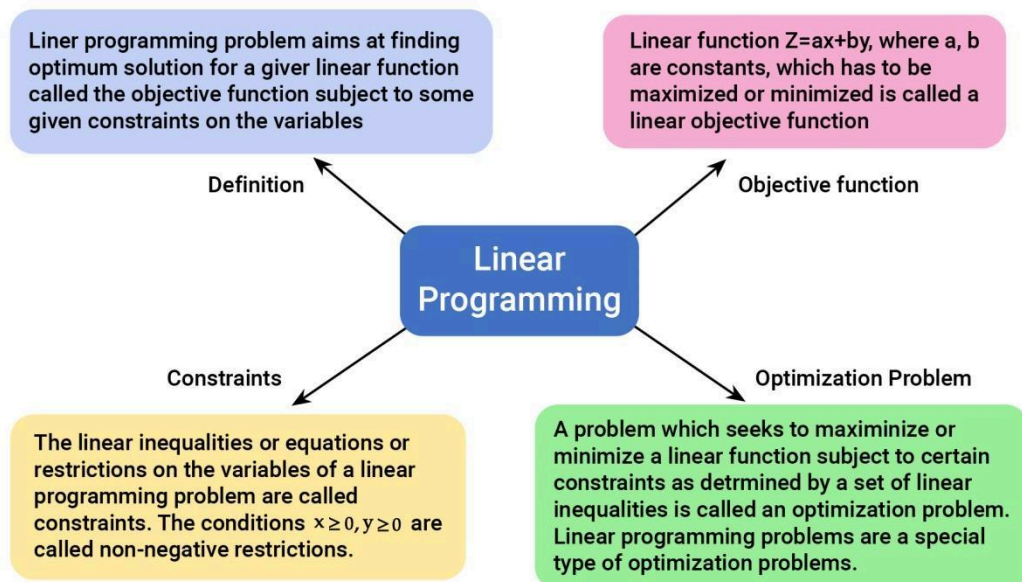 Liner programming problem aims at finding
optimum solution for a giver linear function
called the objective function subject to some
given constraints on the variables
Linear function Z=ax+by, where a, b
are constants, which has to be
maximized or minimized is called a
linear objective function
Definition
Objective function
Linear
Programming
Constraints
Optimization Problem
The linear inequalities or equations or
restrictions on the variables of a linear
programming problem are called
constraints. The conditions x ≥ 0, y ≥ 0 are
called non-negative restrictions.
A problem which seeks to maximinize or
minimize a linear function subject to certain
constraints as detrmined by a set of linear
inequalities is called an optimization problem.
Linear programming problems are a special
type of optimization problems.